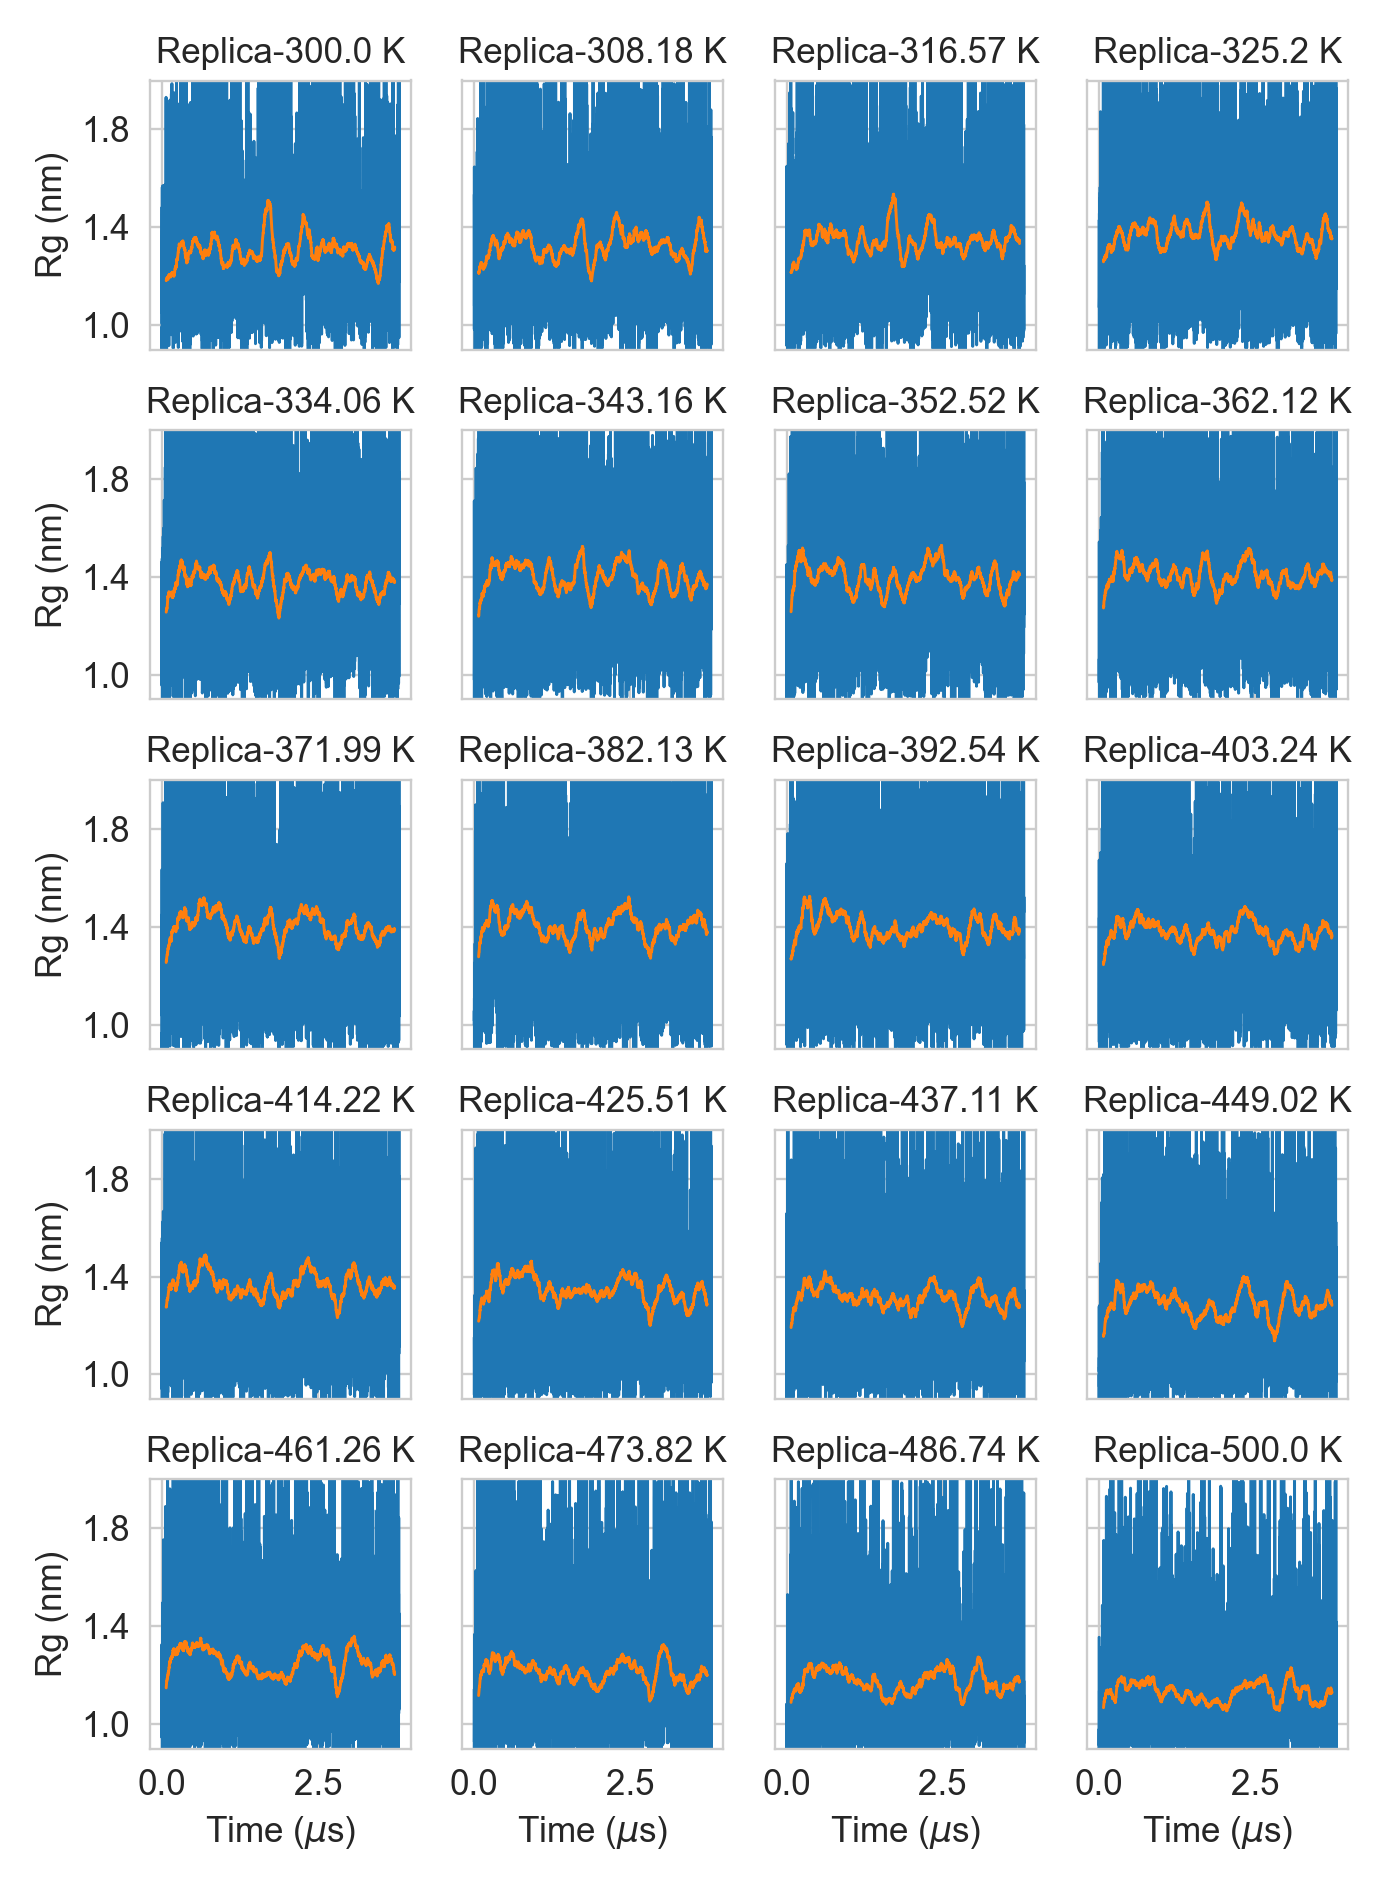 Replica-300.0 K Replica-308.18 K Replica-316.57 K Replica-325.2 K
1.8
1.4
1.0
Rg (nm)
Replica-334.06 K Replica-343.16 K Replica-352.52 K Replica-362.12 K
1.8
1.4
1.0
Rg (nm)
Replica-371.99 K Replica-382.13 K Replica-392.54 K Replica-403.24 K
1.8
1.4
1.0
Rg (nm)
Replica-414.22 K Replica-425.51 K Replica-437.11 K Replica-449.02 K
1.8
1.4
1.0
Rg (nm)
Replica-461.26 K Replica-473.82 K Replica-486.74 K Replica-500.0 K
1.8
1.4
1.0
Rg (nm)
0.0 2.5 0.0 2.5 0.0 2.5 0.0 2.5
Time (μs) Time (μs) Time (μs) Time (μs)